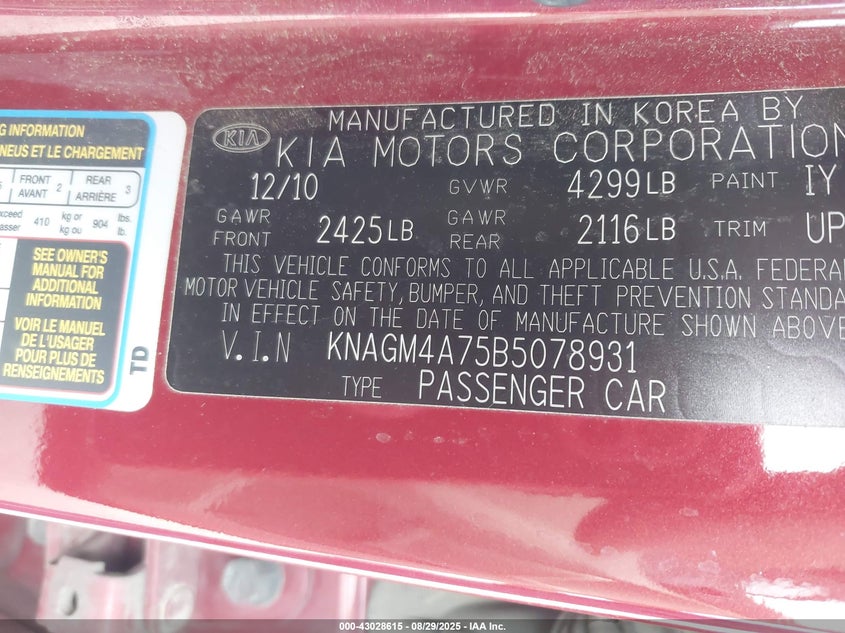 G INFORMATION
NEUS ET LE CHARGEMENT
FRONT AVANT 2 REAR ARRIÈRE 3
410 kg or kg ou 904 lbs. lb.
SEE OWNER'S
MANUAL FOR
ADDITIONAL
INFORMATION
VOIR LE MANUEL
DE L'USAGER
POUR PLUS DE
RENSEIGNEMENTS
TD
KIA
MANUFACTURED IN KOREA BY
KIA MOTORS CORPORATION
12/10 GVWR 4299LB PAINT IY
GAWR FRONT 2425LB GAWR REAR 2116LB TRIM UP
THIS VEHICLE CONFORMS TO ALL APPLICABLE U.S.A. FEDERAL
MOTOR VEHICLE SAFETY, BUMPER, AND THEFT PREVENTION STANDA
IN EFFECT ON THE DATE OF MANUFACTURE SHOWN ABOVE
V.I.N KNAGM4A75B5078931
TYPE PASSENGER CAR
000-43028615 - 08/29/2025 - IAA Inc.